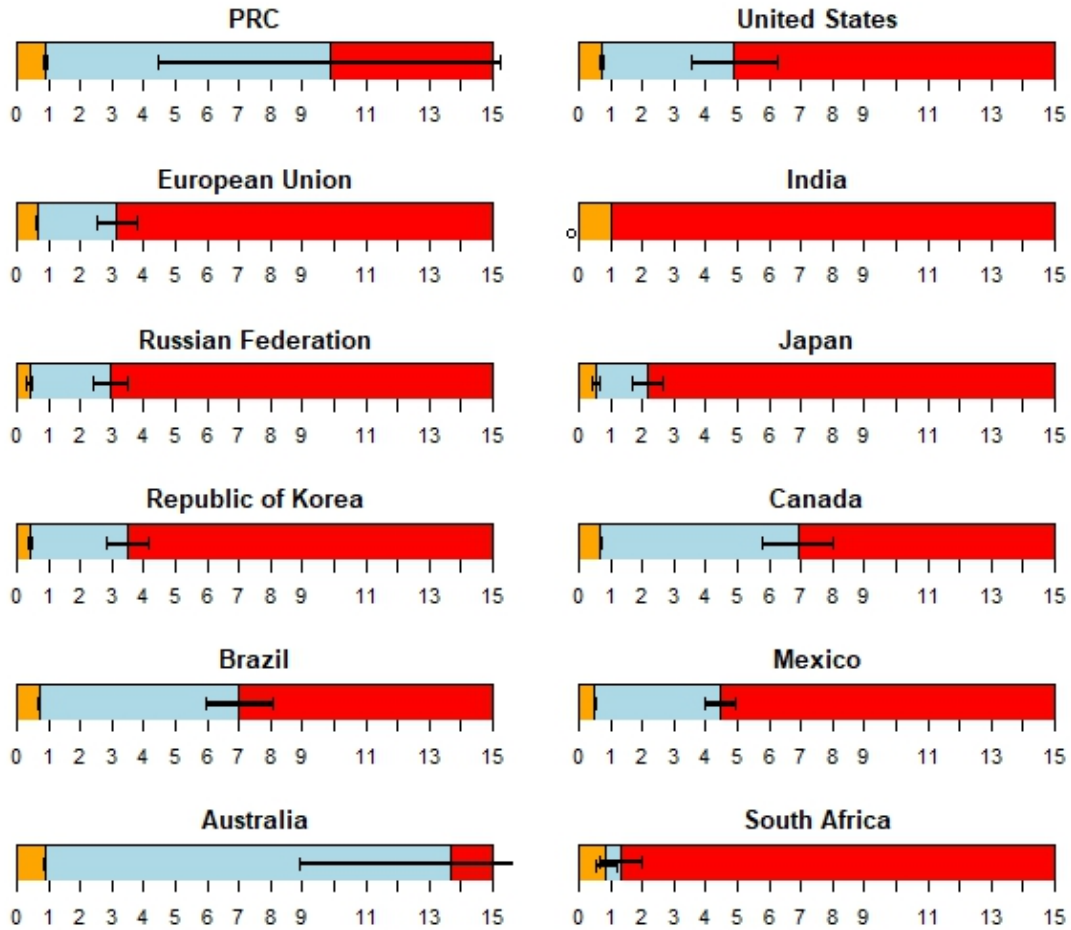 PRC United States
0 1 2 3 4 5 6 7 8 9 11 13 15 0 1 2 3 4 5 6 7 8 9 11 13 15
European Union India
0 1 2 3 4 5 6 7 8 9 11 13 15 0 1 2 3 4 5 6 7 8 9 11 13 15
Russian Federation Japan
0 1 2 3 4 5 6 7 8 9 11 13 15 0 1 2 3 4 5 6 7 8 9 11 13 15
Republic of Korea Canada
0 1 2 3 4 5 6 7 8 9 11 13 15 0 1 2 3 4 5 6 7 8 9 11 13 15
Brazil Mexico
0 1 2 3 4 5 6 7 8 9 11 13 15 0 1 2 3 4 5 6 7 8 9 11 13 15
Australia South Africa
0 1 2 3 4 5 6 7 8 9 11 13 15 0 1 2 3 4 5 6 7 8 9 11 13 15